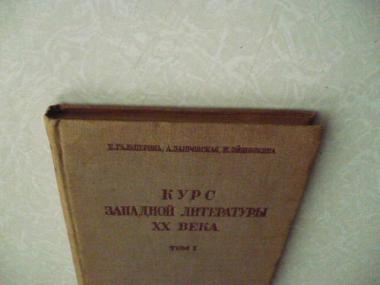 Е. ГАЛЬПЕРИНА, А. ЗАПРОВСКАЯ, Н. ЭЙШИСКИНА
КУРС
ЗАПАДНОЙ ЛИТЕРАТУРЫ
XX ВЕКА
ТОМ I